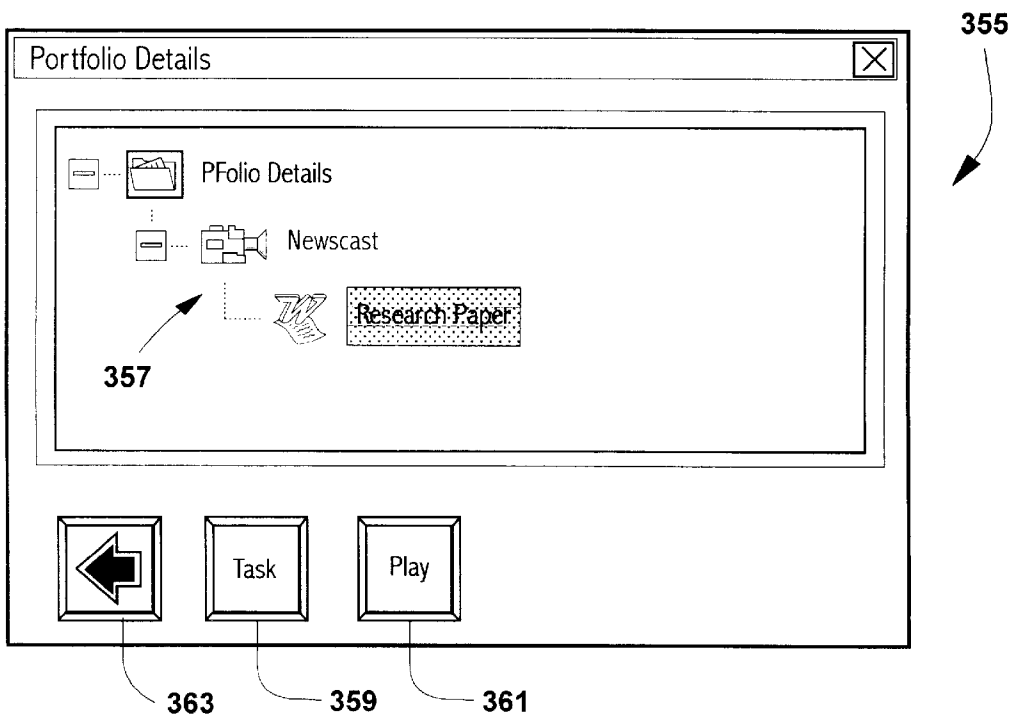 355
Portfolio Details
PFolio Details
Newscast
Research Paper
357
Task
Play
363
359
361